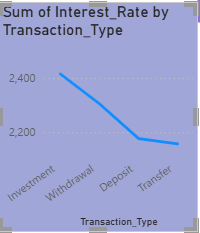 Sum of Interest_Rate by
Transaction_Type
2,400
2,200
Investment
Withdrawal
Deposit
Transfer
Transaction_Type